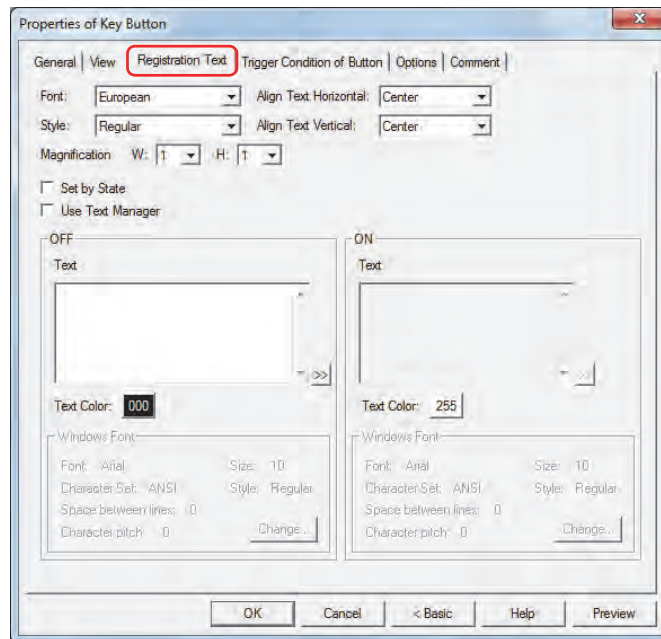 Properties of Key Button
General View Registration Text Trigger Condition of Button Options Comment
Font: European Align Text Horizontal: Center
Style: Regular Align Text Vertical: Center
Magnification W: 1 H: 1
Set by State
Use Text Manager
OFF ON
Text Text
>> >>
Text Color: 000 Text Color: 255
Windows Font Windows Font
Font: Arial Size: 10 Font: Arial Size: 10
Character Set: ANSI Style: Regular Character Set: ANSI Style: Regular
Space between lines: 0 Space between lines: 0
Character pitch: 0 Change... Character pitch: 0 Change...
OK Cancel < Basic Help Preview